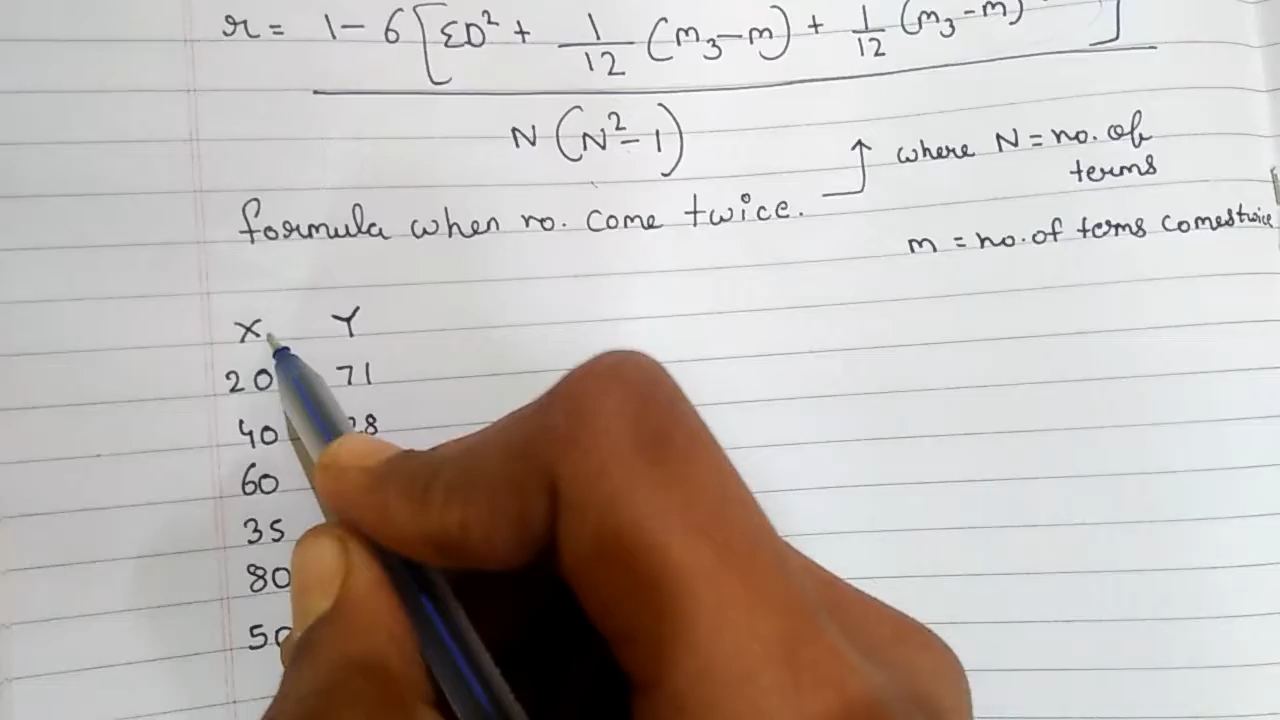 r = 1 - 6 [ΣD² + 1/12 (m3-m) + 1/12 (m3-m) ]
N (N²-1)
where N = no. of
terms
formula when no. come twice.
m = no. of terms comes twice
X Y
20 71
40
60
35
80
50